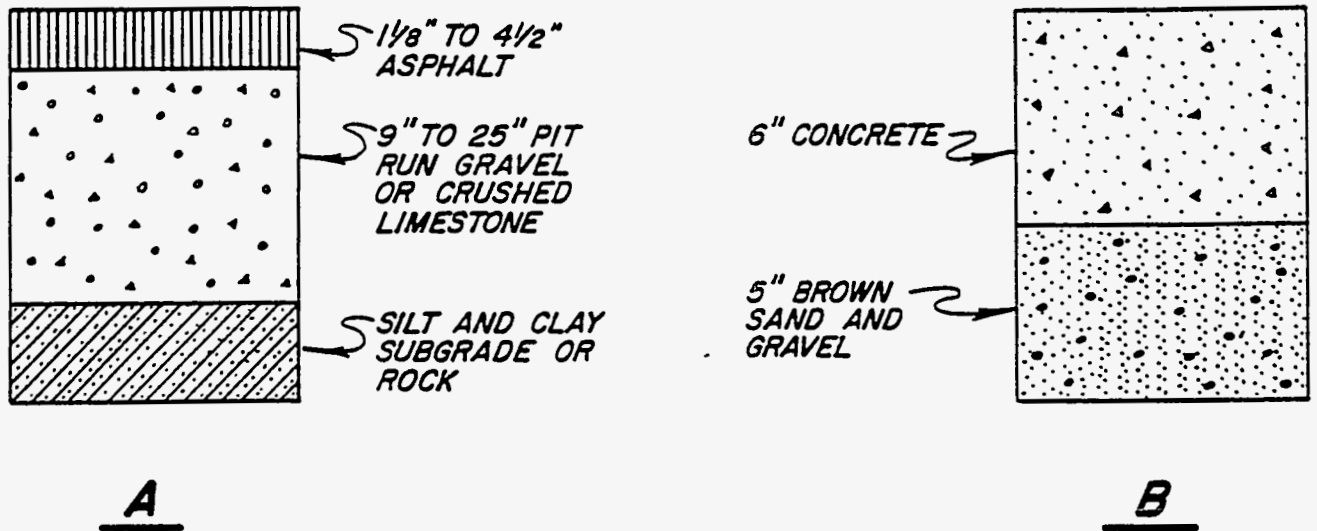 1 1/8" TO 4 1/2"
ASPHALT
9" TO 25" PIT
RUN GRAVEL
OR CRUSHED
LIMESTONE
SILT AND CLAY
SUBGRADE OR
ROCK
A
6" CONCRETE
5" BROWN
SAND AND
GRAVEL
B